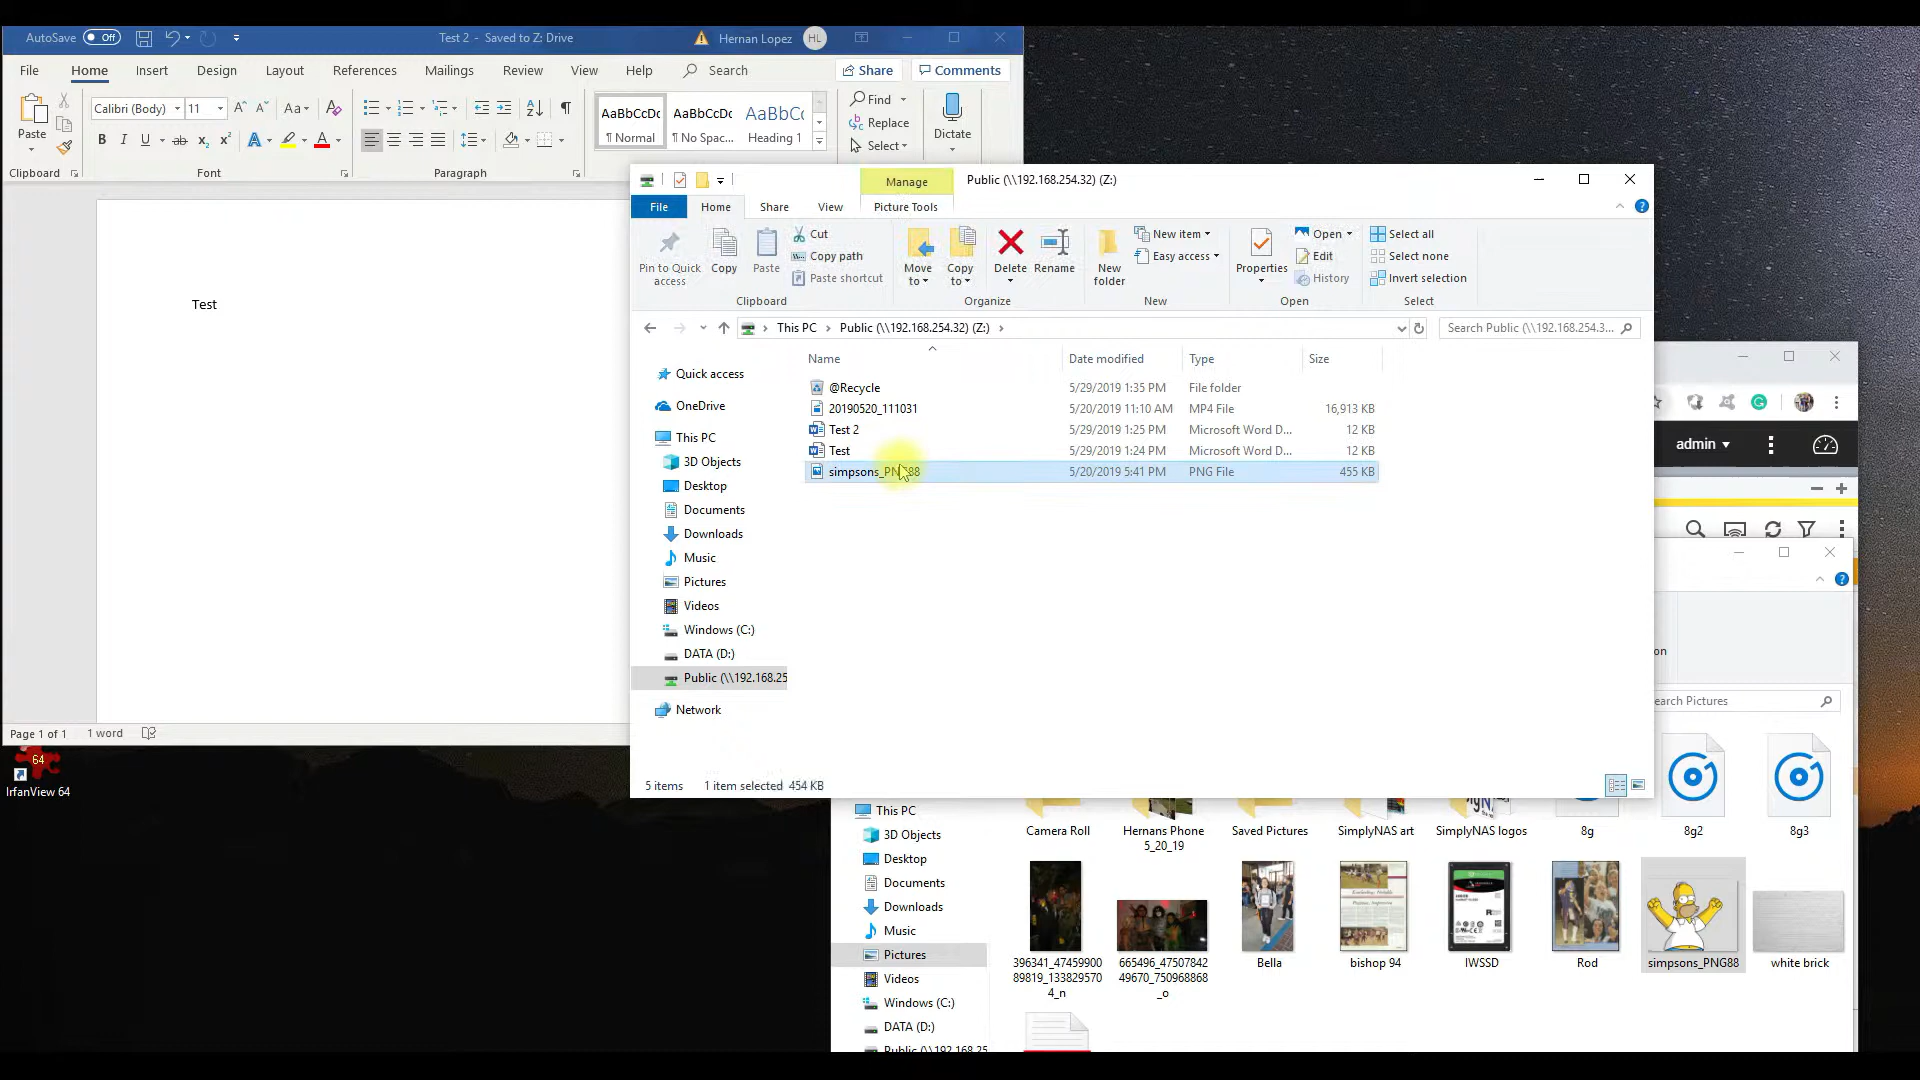 AutoSave Off
Test 2 - Saved to Z: Drive
Hernan Lopez HL
File Home Insert Design Layout References Mailings Review View Help Search Share Comments
Paste
Calibri (Body) 11
Aa
B I U ab x₂ x² A A
AaBbCcDc AaBbCcDc AaBbCc
¶ Normal ¶ No Spac... Heading 1
Find
Replace
Select
Dictate
Clipboard Font Paragraph
Test
Page 1 of 1 1 word
64
IrfanView 64
Manage
Public (\\192.168.254.32) (Z:)
File Home Share View Picture Tools
Pin to Quick access
Copy
Paste
Cut
Copy path
Paste shortcut
Move to
Copy to
Delete
Rename
New folder
New item
Easy access
Properties
Open
Edit
History
Select all
Select none
Invert selection
Clipboard Organize New Open Select
This PC Public (\\192.168.254.32) (Z:)
Search Public (\\192.168.254.3...
Name Date modified Type Size
@Recycle 5/29/2019 1:35 PM File folder
20190520_111031 5/20/2019 11:10 AM MP4 File 16,913 KB
Test 2 5/29/2019 1:25 PM Microsoft Word D... 12 KB
Test 5/29/2019 1:24 PM Microsoft Word D... 12 KB
simpsons_PNG88 5/20/2019 5:41 PM PNG File 455 KB
Quick access
OneDrive
This PC
3D Objects
Desktop
Documents
Downloads
Music
Pictures
Videos
Windows (C:)
DATA (D:)
Public (\\192.168.25
Network
5 items 1 item selected 454 KB
admin
on
earch Pictures
This PC
3D Objects
Desktop
Documents
Downloads
Music
Pictures
Videos
Windows (C:)
DATA (D:)
Public (\\192.168.25
Camera Roll
Hernans Phone
5_20_19
Saved Pictures
SimplyNAS art
SimplyNAS logos
8g
8g2
8g3
396341_47459900
89819_133829570
4_n
665496_47507842
49670_750968868
_o
Bella
bishop 94
IWSSD
Rod
simpsons_PNG88
white brick